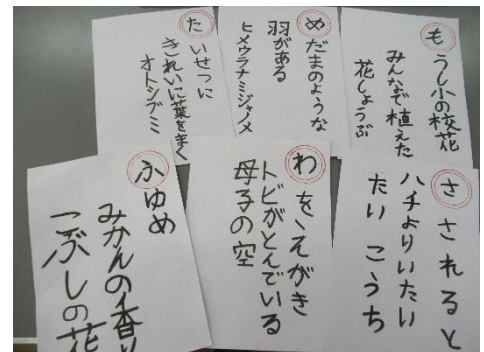 もうし小の校花
みんなで植えた
花しょうぶ
めだまのような
羽がある
ヒメウラナミジャノメ
たいせつに
きれいに葉をまく
オトシブミ
さされると
ハチよりいたい
たいこうち
わをえがき
トビがとんでいる
母子の空
ふゆめ
みかんの香り
こぶしの花